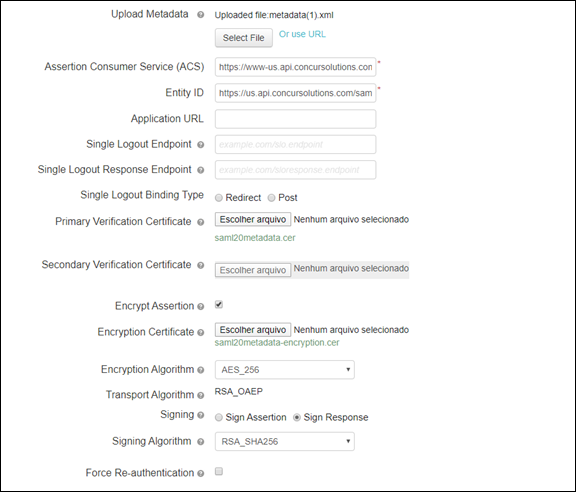 Upload Metadata Uploaded file:metadata(1).xml
Select File Or use URL
Assertion Consumer Service (ACS) https://www-us.api.concursolutions.con *
Entity ID https://us.api.concursolutions.com/sam *
Application URL
Single Logout Endpoint example.com/slo.endpoint
Single Logout Response Endpoint example.com/sloresponse.endpoint
Single Logout Binding Type Redirect Post
Primary Verification Certificate Escolher arquivo Nenhum arquivo selecionado
saml20metadata.cer
Secondary Verification Certificate Escolher arquivo Nenhum arquivo selecionado
Encrypt Assertion
Encryption Certificate Escolher arquivo Nenhum arquivo selecionado
saml20metadata-encryption.cer
Encryption Algorithm AES_256
Transport Algorithm RSA_OAEP
Signing Sign Assertion Sign Response
Signing Algorithm RSA_SHA256
Force Re-authentication